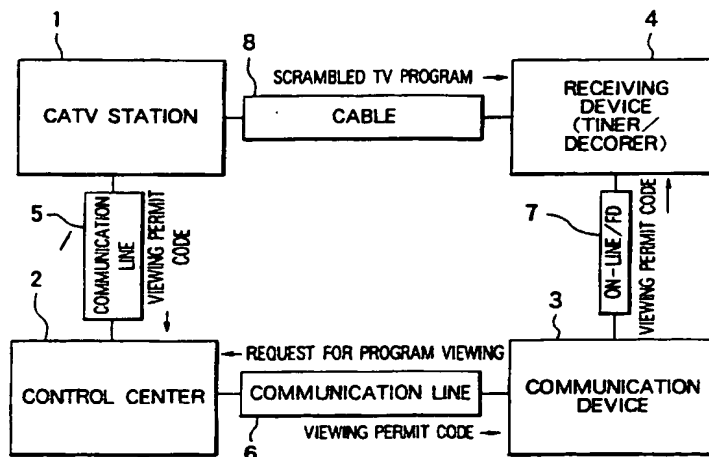 1
8
4
SCRAMBLED TV PROGRAM →
CATV STATION
CABLE
RECEIVING
DEVICE
(TINER/
DECORER)
5
COMMUNICATION
LINE
VIEWING PERMIT
CODE
→
7
ON-LINE/FD
VIEWING PERMIT CODE
→
2
3
← REQUEST FOR PROGRAM VIEWING
CONTROL CENTER
COMMUNICATION LINE
COMMUNICATION
DEVICE
6
VIEWING PERMIT CODE →